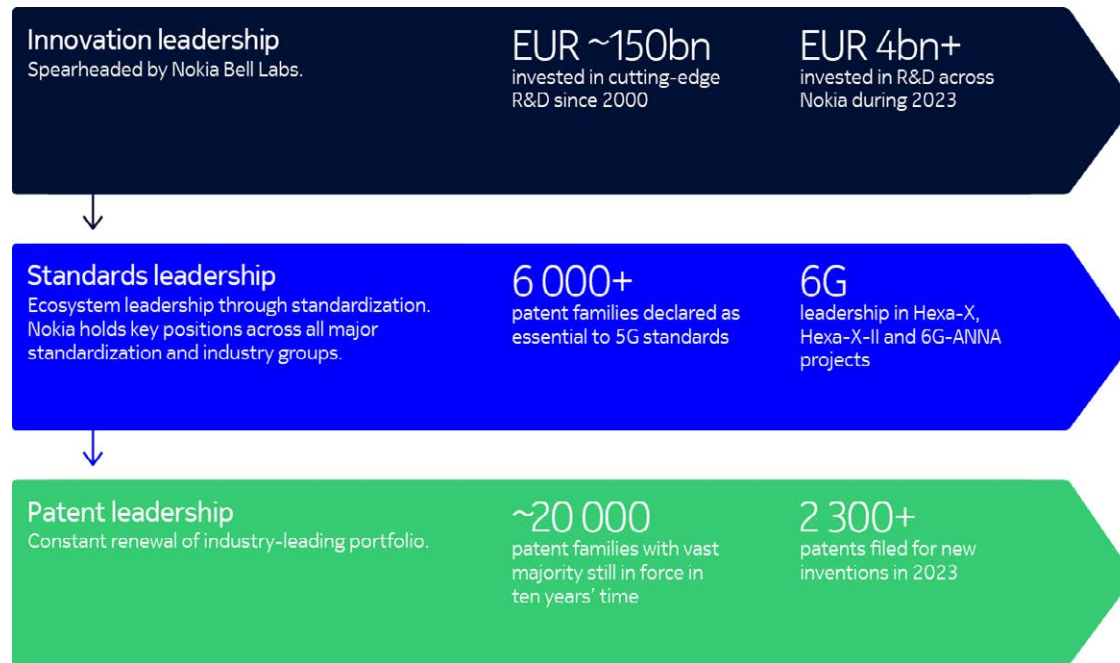 Innovation leadership
Spearheaded by Nokia Bell Labs.
EUR ~150bn
invested in cutting-edge
R&D since 2000
EUR 4bn+
invested in R&D across
Nokia during 2023
Standards leadership
Ecosystem leadership through standardization.
Nokia holds key positions across all major
standardization and industry groups.
6 000+
patent families declared as
essential to 5G standards
6G
leadership in Hexa-X,
Hexa-X-II and 6G-ANNA
projects
Patent leadership
Constant renewal of industry-leading portfolio.
~20 000
patent families with vast
majority still in force in
ten years’ time
2 300+
patents filed for new
inventions in 2023